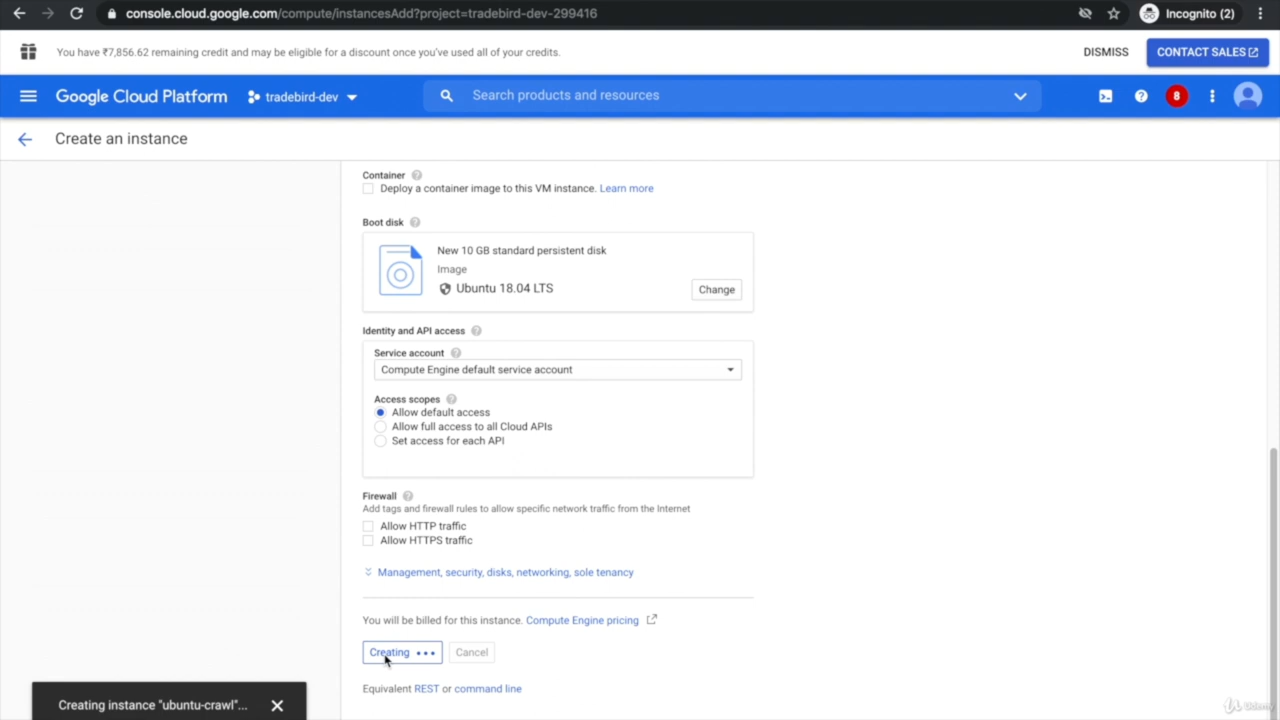 console.cloud.google.com/compute/instancesAdd?project=tradebird-dev-299416
Incognito (2)
You have ₹7,856.62 remaining credit and may be eligible for a discount once you've used all of your credits.
DISMISS
CONTACT SALES
Google Cloud Platform
tradebird-dev
Search products and resources
8
Create an instance
Container
Deploy a container image to this VM instance. Learn more
Boot disk
New 10 GB standard persistent disk
Image
Ubuntu 18.04 LTS
Change
Identity and API access
Service account
Compute Engine default service account
Access scopes
Allow default access
Allow full access to all Cloud APIs
Set access for each API
Firewall
Add tags and firewall rules to allow specific network traffic from the Internet
Allow HTTP traffic
Allow HTTPS traffic
Management, security, disks, networking, sole tenancy
You will be billed for this instance. Compute Engine pricing
Creating
Cancel
Equivalent REST or command line
Creating instance "ubuntu-crawl"...
Udemy